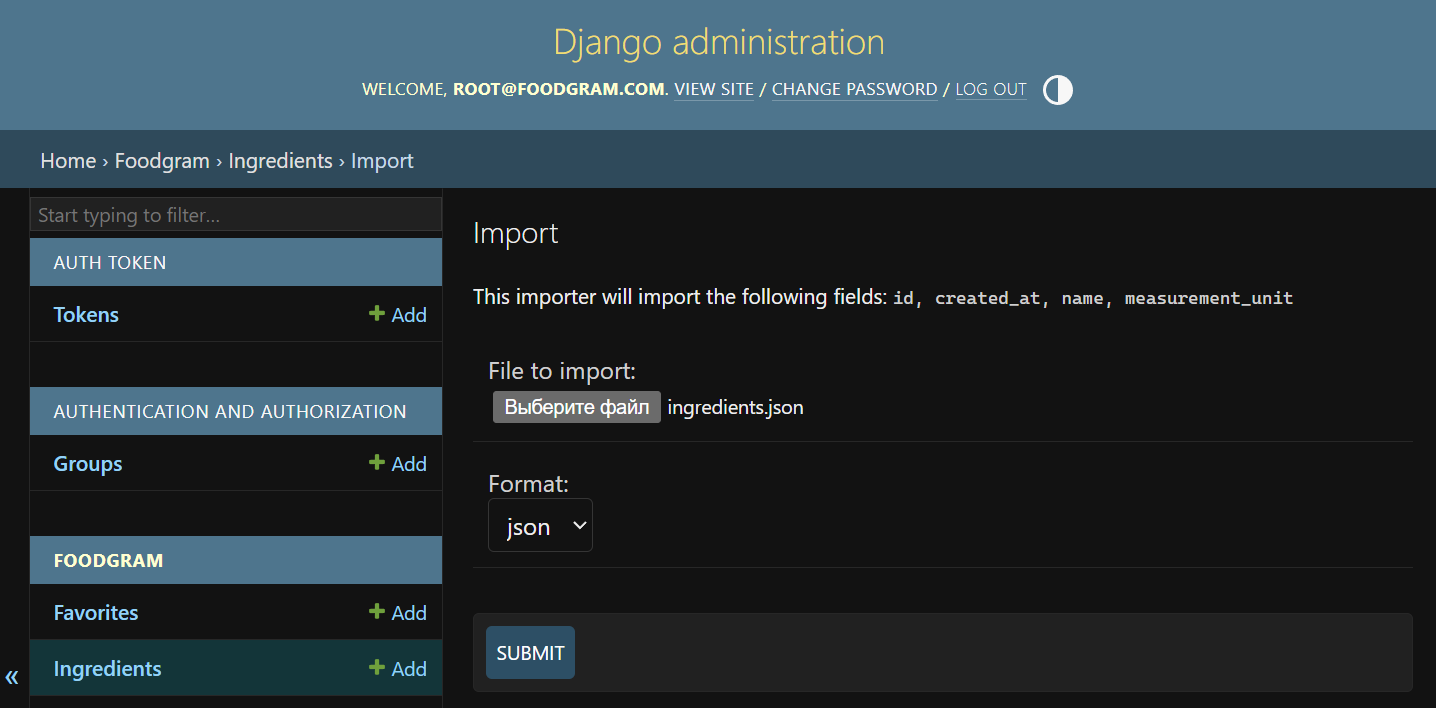 Django administration
WELCOME, ROOT@FOODGRAM.COM. VIEW SITE / CHANGE PASSWORD / LOG OUT
Home › Foodgram › Ingredients › Import
Start typing to filter...
AUTH TOKEN
Tokens + Add
AUTHENTICATION AND AUTHORIZATION
Groups + Add
FOODGRAM
Favorites + Add
Ingredients + Add
«
Import
This importer will import the following fields: id, created_at, name, measurement_unit
File to import:
Выберите файл ingredients.json
Format:
json
SUBMIT